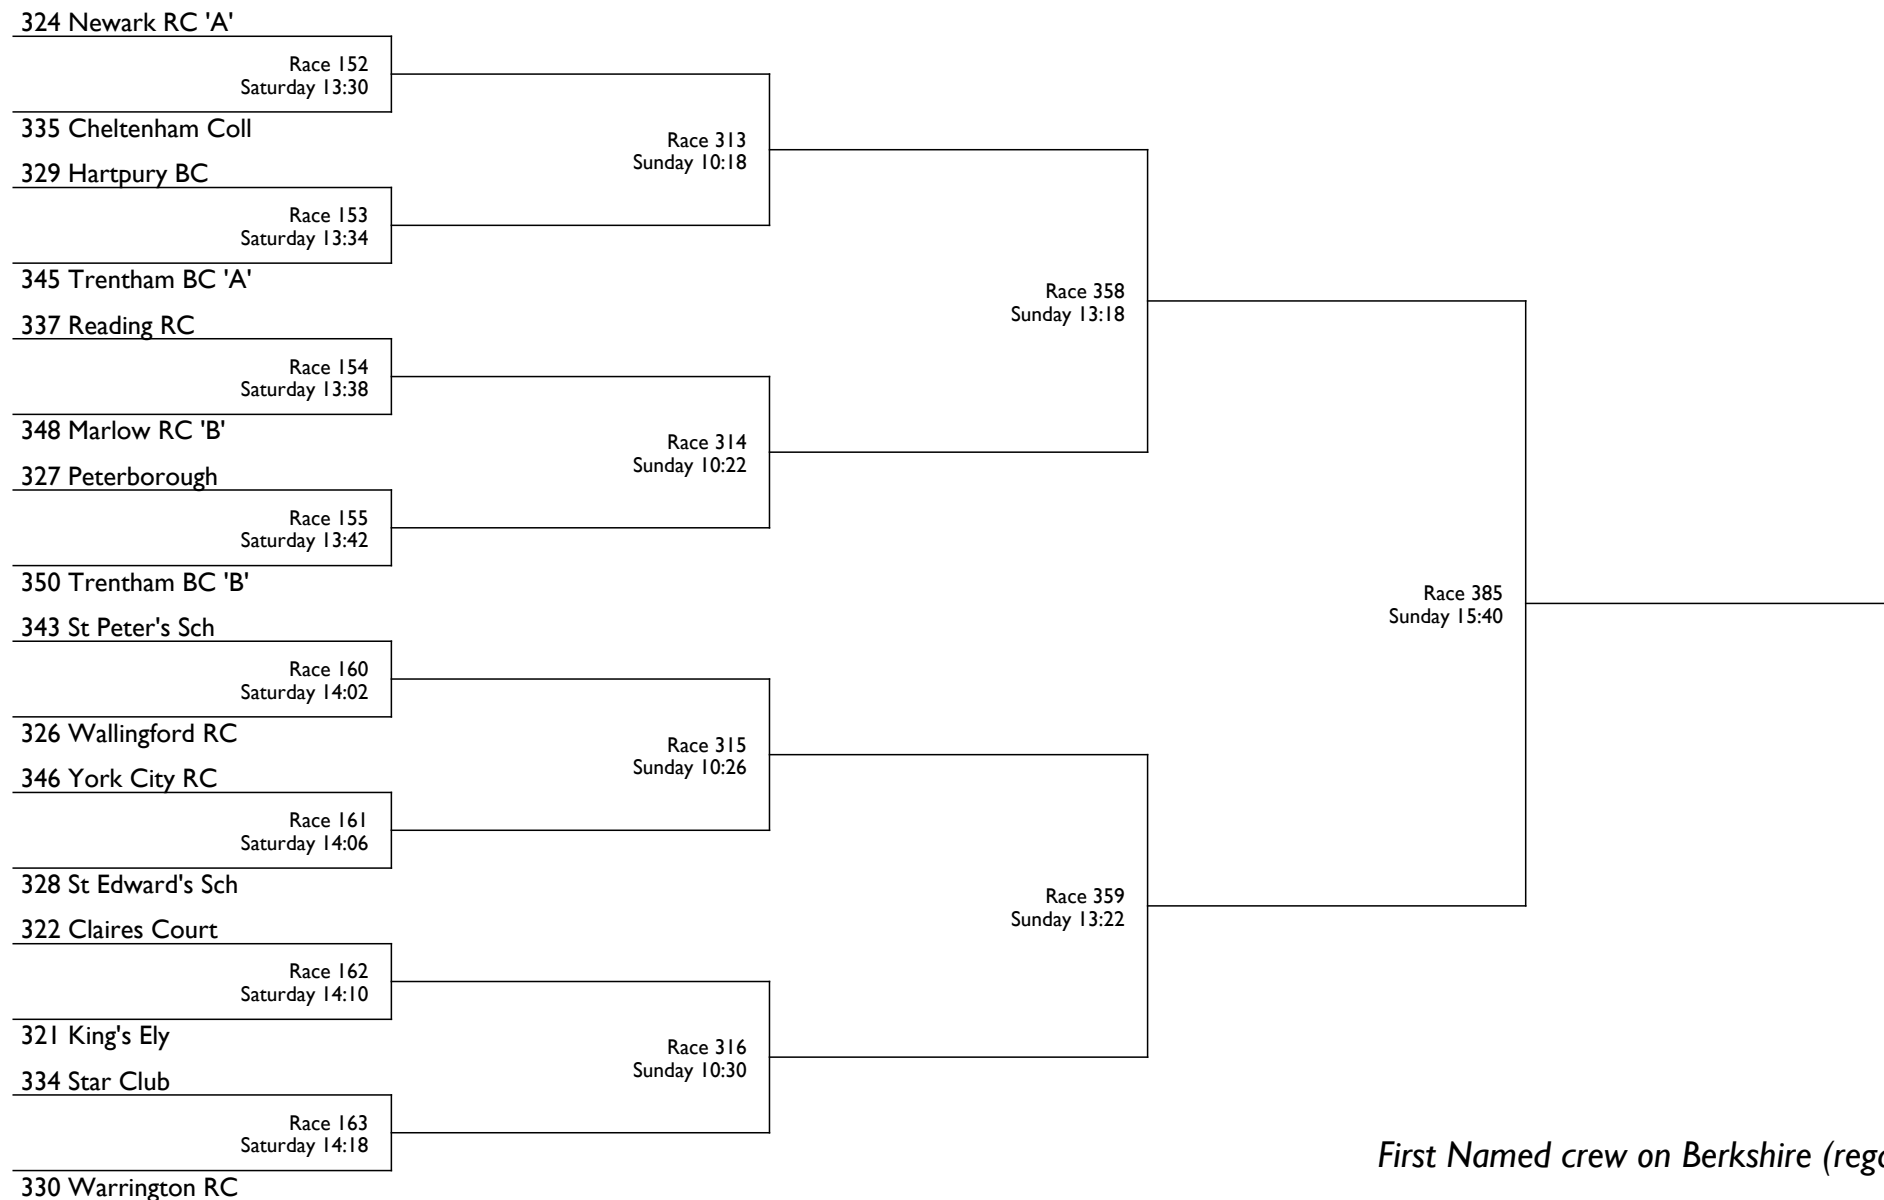 324 Newark RC 'A'
Race 152
Saturday 13:30
335 Cheltenham Coll
Race 313
Sunday 10:18
329 Hartpury BC
Race 153
Saturday 13:34
345 Trentham BC 'A'
Race 358
Sunday 13:18
337 Reading RC
Race 154
Saturday 13:38
348 Marlow RC 'B'
Race 314
Sunday 10:22
327 Peterborough
Race 155
Saturday 13:42
350 Trentham BC 'B'
Race 385
Sunday 15:40
343 St Peter's Sch
Race 160
Saturday 14:02
326 Wallingford RC
Race 315
Sunday 10:26
346 York City RC
Race 161
Saturday 14:06
328 St Edward's Sch
Race 359
Sunday 13:22
322 Claires Court
Race 162
Saturday 14:10
321 King's Ely
Race 316
Sunday 10:30
334 Star Club
Race 163
Saturday 14:18
330 Warrington RC
First Named crew on Berkshire